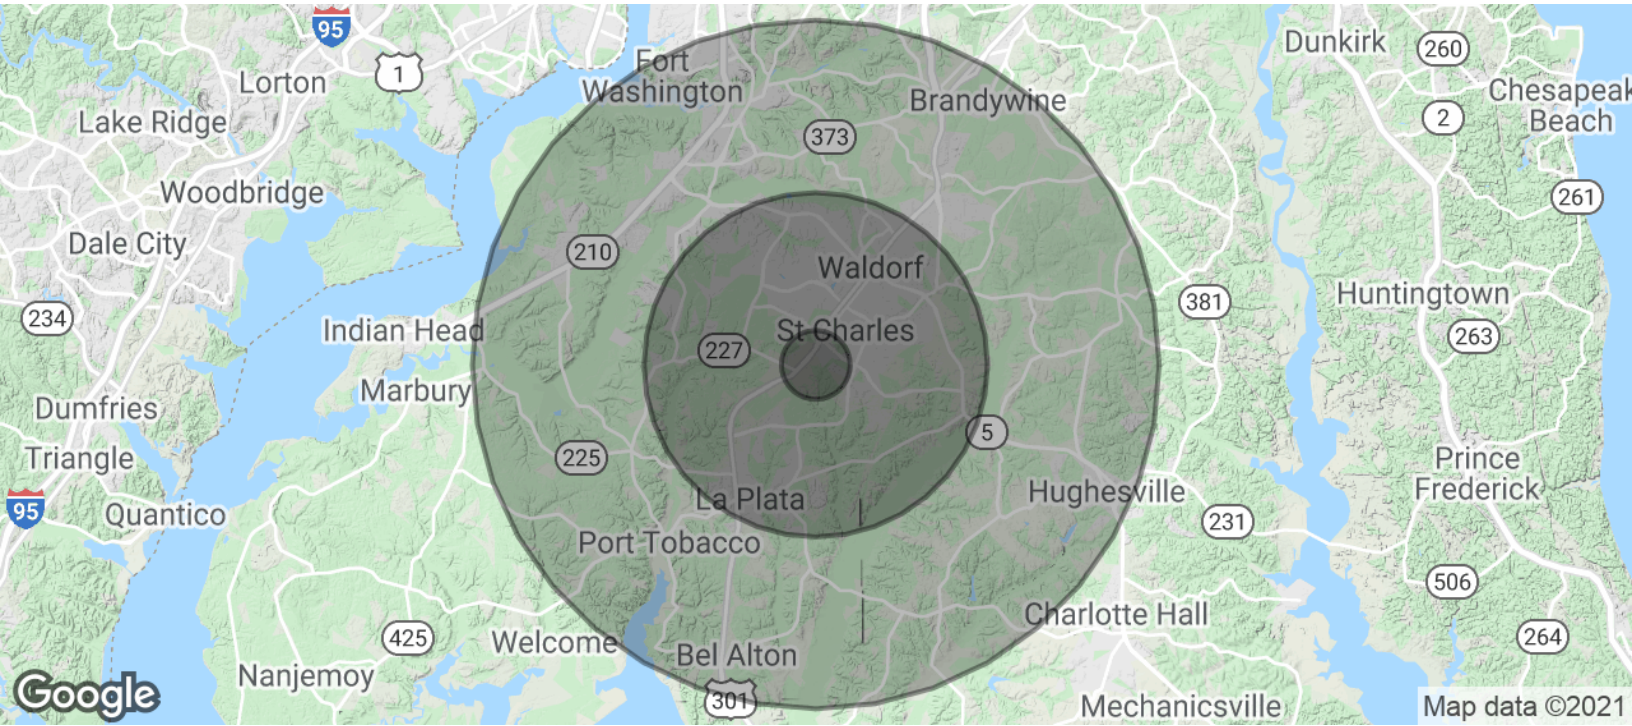 95
1
Lorton
Lake Ridge
Woodbridge
Dale City
234
Indian Head
Marbury
Dumfries
Triangle
95
Quantico
425
Nanjemoy
Welcome
Google
Fort
Washington
373
Brandywine
210
Waldorf
St Charles
227
225
5
La Plata
Port Tobacco
Hughesville
Bel Alton
301
Charlotte Hall
Mechanicsville
381
231
Dunkirk
260
Chesapeak
Beach
2
261
Huntingtown
263
Prince
Frederick
506
264
Map data ©2021